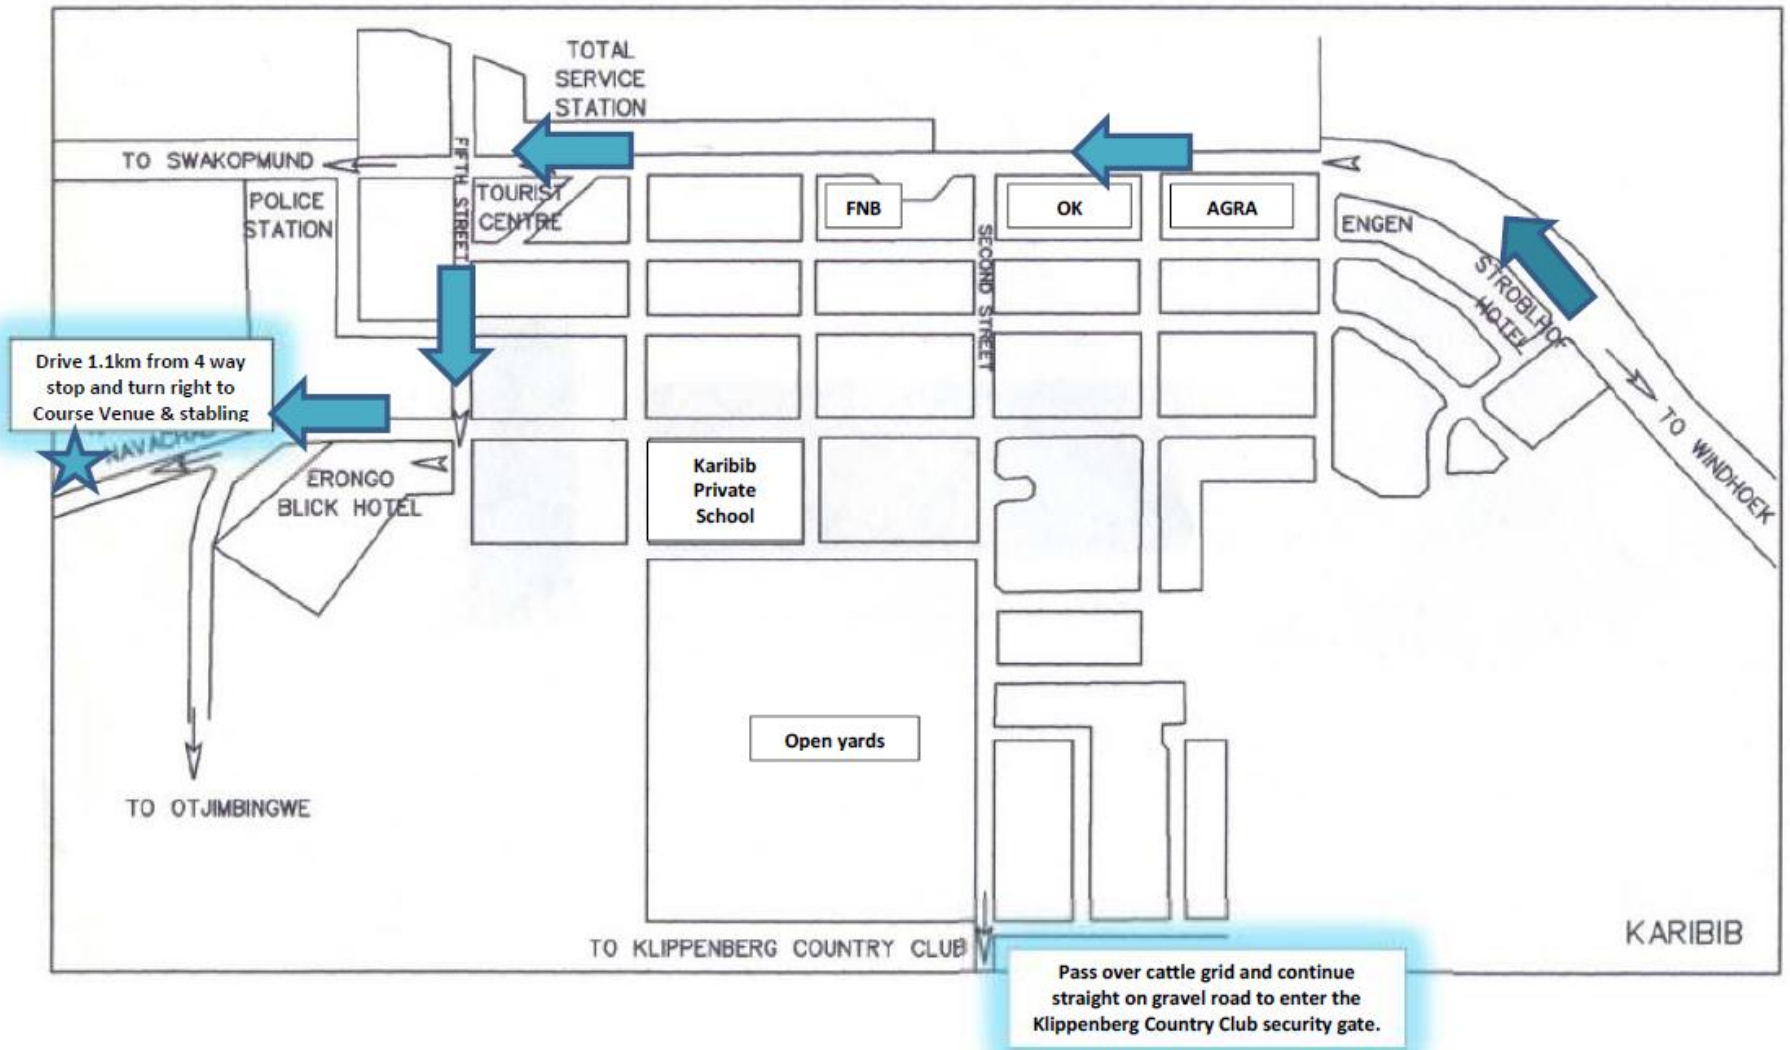 TOTAL
SERVICE
STATION
TO SWAKOPMUND
FIFTH STREET
POLICE
STATION
TOURIST
CENTRE
FNB
OK
AGRA
ENGEN
SECOND STREET
STROBLHOF
HOTEL
TO WINDHOEK
Drive 1.1km from 4 way
stop and turn right to
Course Venue & stabling
ERONGO
BLICK HOTEL
Karibib
Private
School
Open yards
TO OTJIMBINGWE
KARIBIB
TO KLIPPENBERG COUNTRY CLUB
Pass over cattle grid and continue
straight on gravel road to enter the
Klippenberg Country Club security gate.